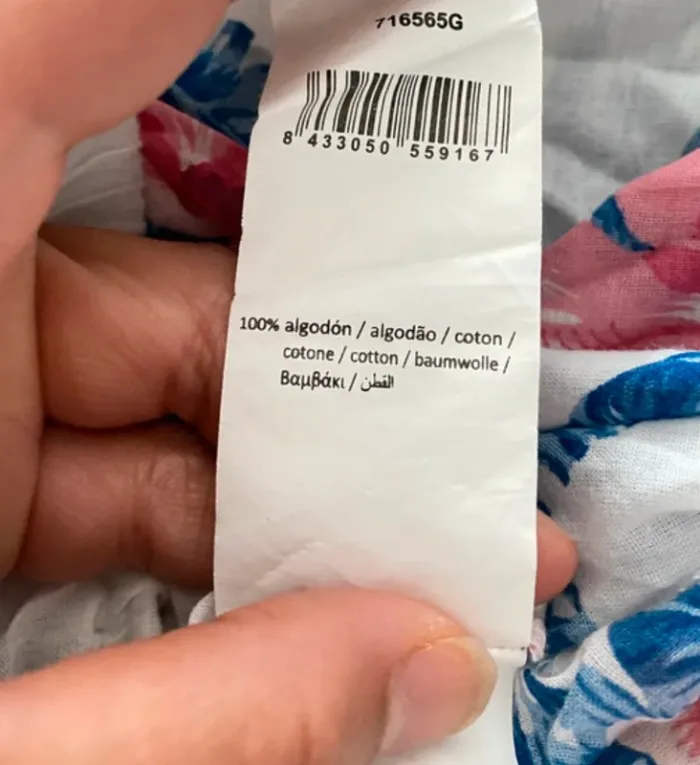 716565G
8 433050 559167
100% algodón / algodão / coton /
cotone / cotton / baumwolle /
Βαμβάκι / القطن